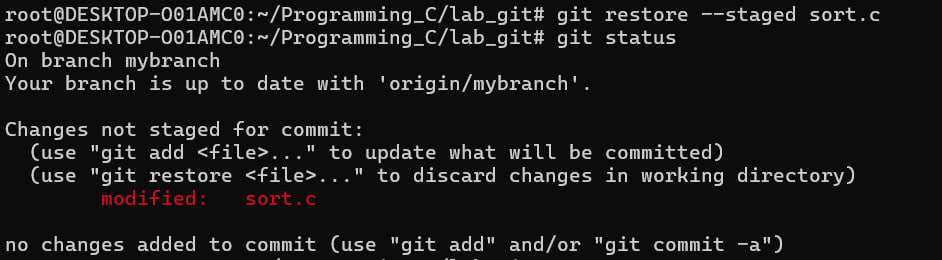 root@DESKTOP-O01AMC0:~/Programming_C/lab_git# git restore --staged sort.c
root@DESKTOP-O01AMC0:~/Programming_C/lab_git# git status
On branch mybranch
Your branch is up to date with 'origin/mybranch'.
Changes not staged for commit:
(use "git add <file>..." to update what will be committed)
(use "git restore <file>..." to discard changes in working directory)
modified: sort.c
no changes added to commit (use "git add" and/or "git commit -a")